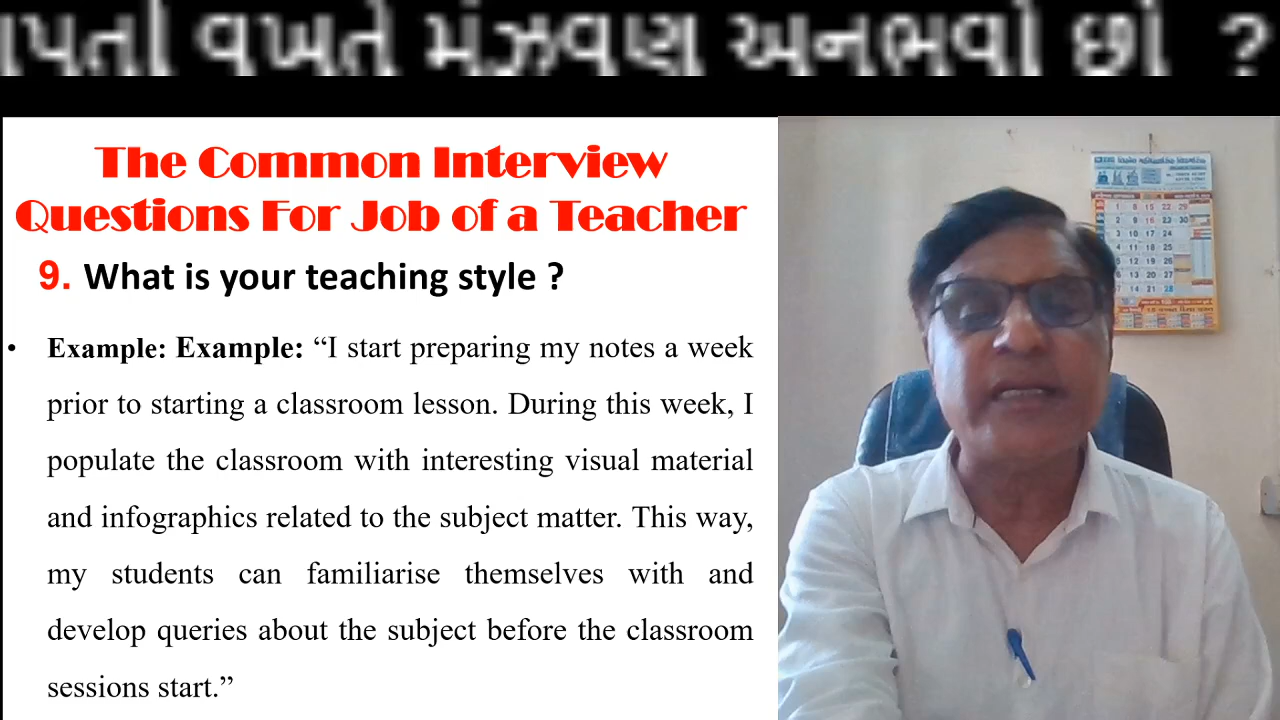 વખતે મંઝવણ અનભવો છો ?
The Common Interview
Questions For Job of a Teacher
9. What is your teaching style ?
• Example: Example: “I start preparing my notes a week
prior to starting a classroom lesson. During this week, I
populate the classroom with interesting visual material
and infographics related to the subject matter. This way,
my students can familiarise themselves with and
develop queries about the subject before the classroom
sessions start.”